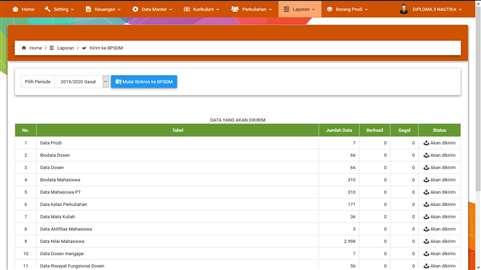 Home Setting Keuangan Data Master Kurikulum Perkuliahan Laporan Borang Prodi DIPLOMA 3 NAUTIKA
Home / Laporan / Kirim ke BPSDM
Pilih Periode 2019/2020 Gasal Mulai Sinkron ke BPSDM
DATA YANG AKAN DIKIRIM
No. Tabel Jumlah Data Berhasil Gagal Status
1 Data Prodi 7 0 0 Akan dikirim
2 Biodata Dosen 66 0 0 Akan dikirim
3 Data Dosen 66 0 0 Akan dikirim
4 Biodata Mahasiswa 310 0 0 Akan dikirim
5 Data Mahasiswa PT 310 0 0 Akan dikirim
6 Data Kelas Perkuliahan 171 0 0 Akan dikirim
7 Data Mata Kuliah 36 0 0 Akan dikirim
8 Data Aktifitas Mahasiswa 3 0 0 Akan dikirim
9 Data Nilai Mahasiswa 2.998 0 0 Akan dikirim
10 Data Dosen mengajar 7 0 0 Akan dikirim
11 Data Riwayat Fungsional Dosen 56 0 0 Akan dikirim